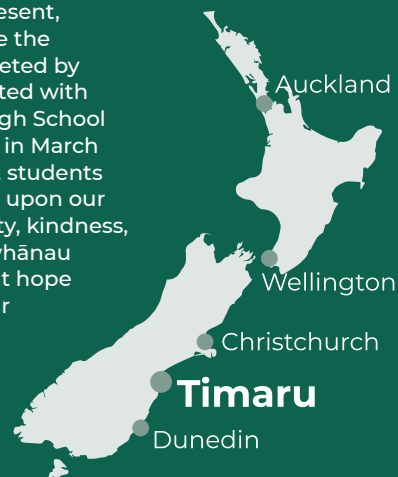 esent,
e the
eted by
ted with
gh School
in March
students
upon our
ty, kindness,
vhānau
t hope
r
Auckland
Wellington
Christchurch
Timaru
Dunedin